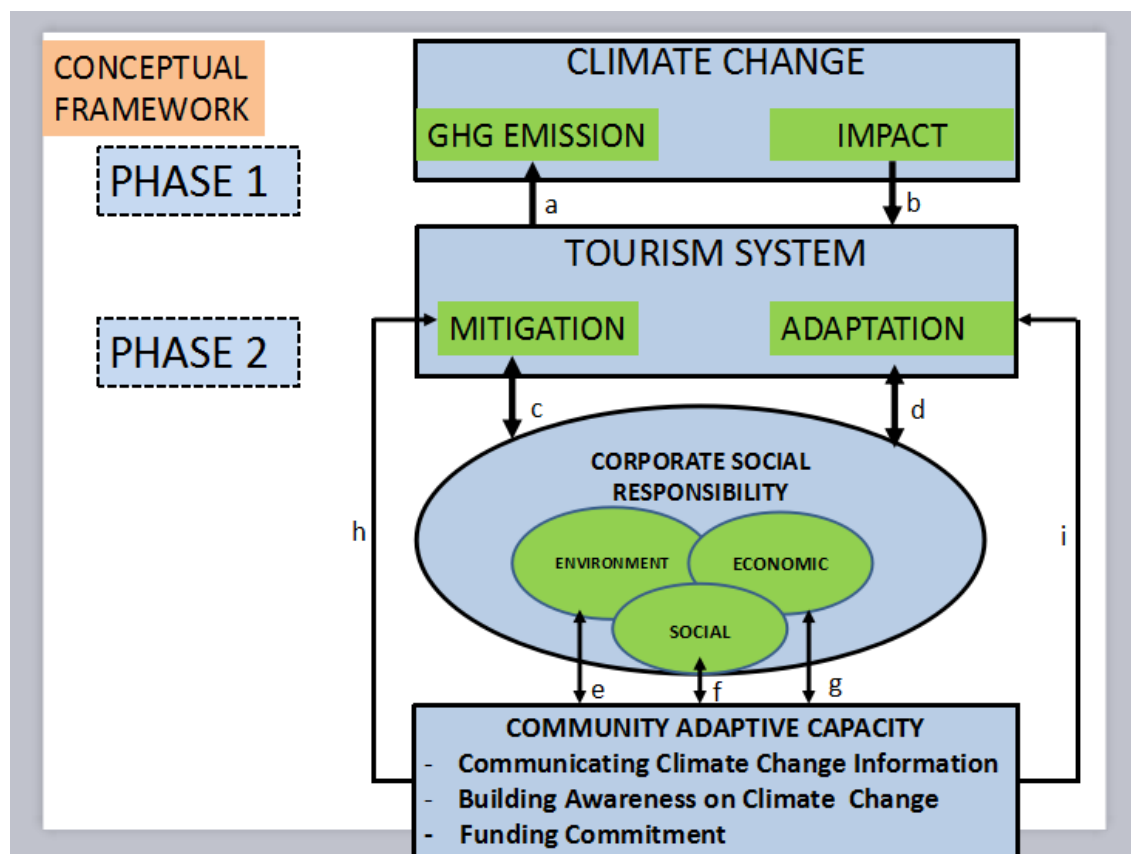 CONCEPTUAL
FRAMEWORK
CLIMATE CHANGE
GHG EMISSION
IMPACT
PHASE 1
a
b
TOURISM SYSTEM
MITIGATION
ADAPTATION
PHASE 2
c
d
CORPORATE SOCIAL
RESPONSIBILITY
h
i
ENVIRONMENT
ECONOMIC
SOCIAL
e
f
g
COMMUNITY ADAPTIVE CAPACITY
- Communicating Climate Change Information
- Building Awareness on Climate Change
- Funding Commitment